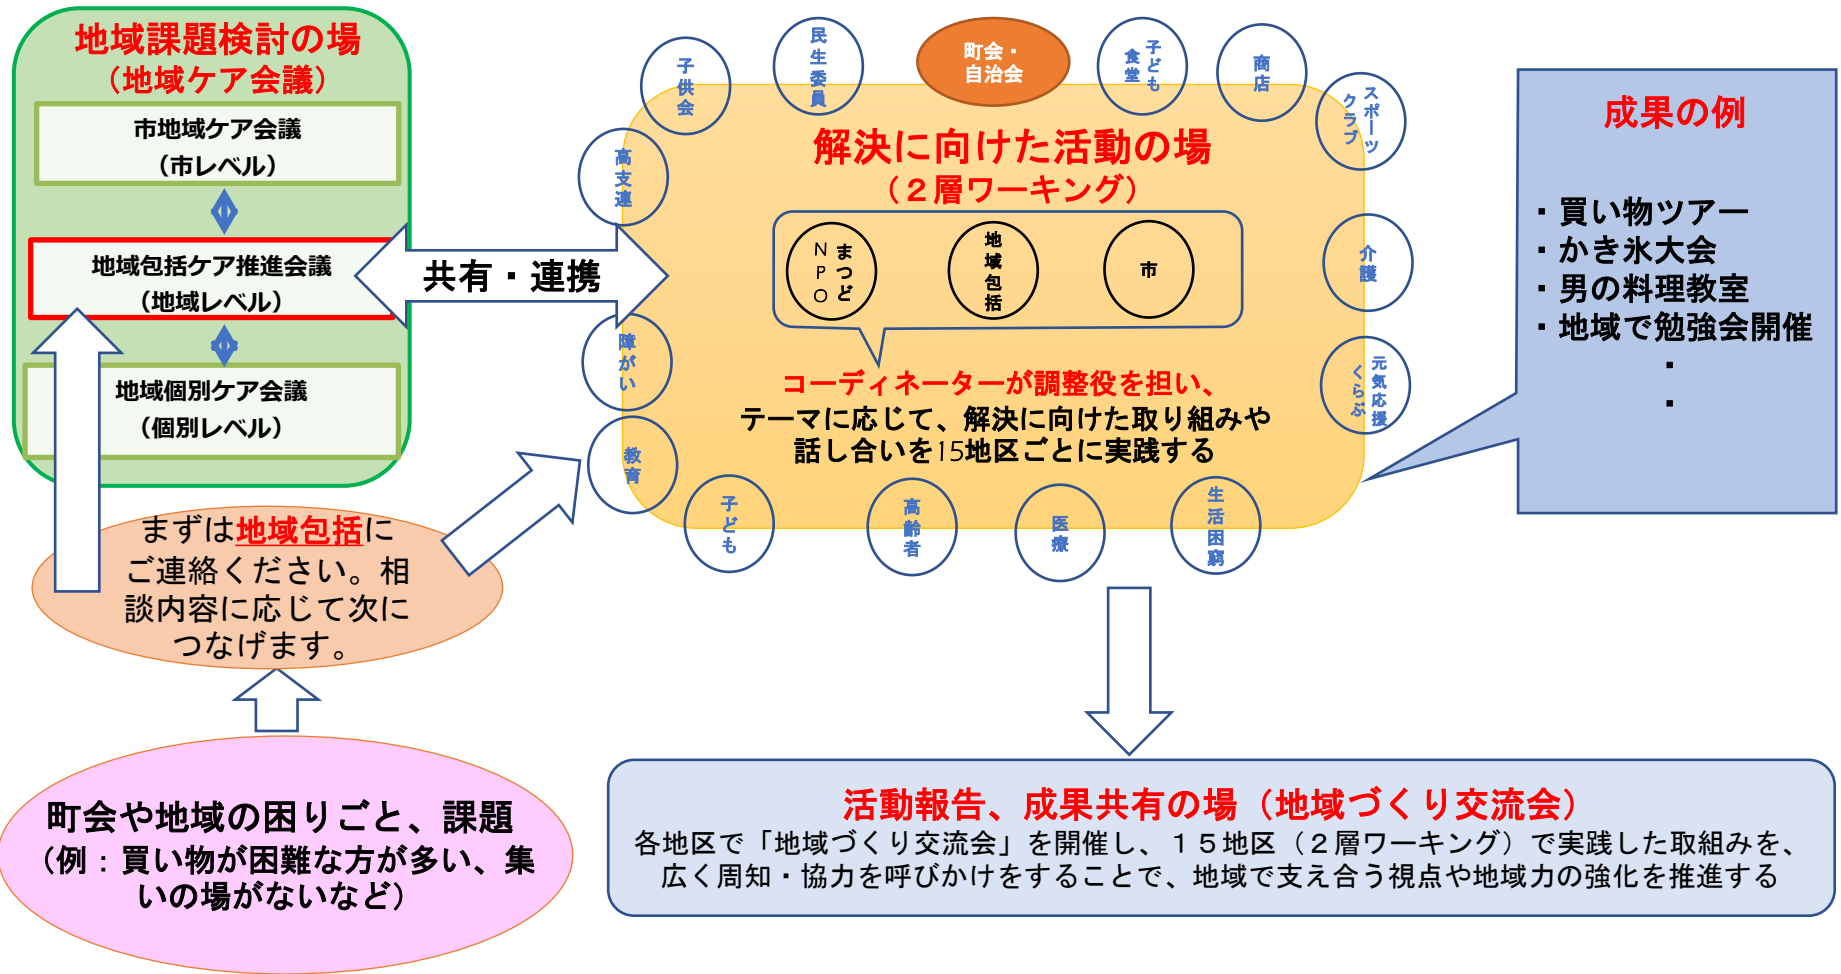 地域課題検討の場
（地域ケア会議）
市地域ケア会議
（市レベル）
地域包括ケア推進会議
（地域レベル）
地域個別ケア会議
（個別レベル）
共有・連携
まずは地域包括に
ご連絡ください。相
談内容に応じて次に
つなげます。
町会や地域の困りごと、課題
（例：買い物が困難な方が多い、集
いの場がないなど）
子供会
民生委員
町会・
自治会
子ども
食堂
商店
スポーツ
クラブ
高支連
介護
障がい
元気応援
くらぶ
教育
子ども
高齢者
医療
生活困窮
解決に向けた活動の場
（２層ワーキング）
まつど
NPO
地域包括
市
コーディネーターが調整役を担い、
テーマに応じて、解決に向けた取り組みや
話し合いを15地区ごとに実践する
成果の例
・買い物ツアー
・かき氷大会
・男の料理教室
・地域で勉強会開催
・
・
活動報告、成果共有の場（地域づくり交流会）
各地区で「地域づくり交流会」を開催し、１５地区（２層ワーキング）で実践した取組みを、
広く周知・協力を呼びかけをすることで、地域で支え合う視点や地域力の強化を推進する